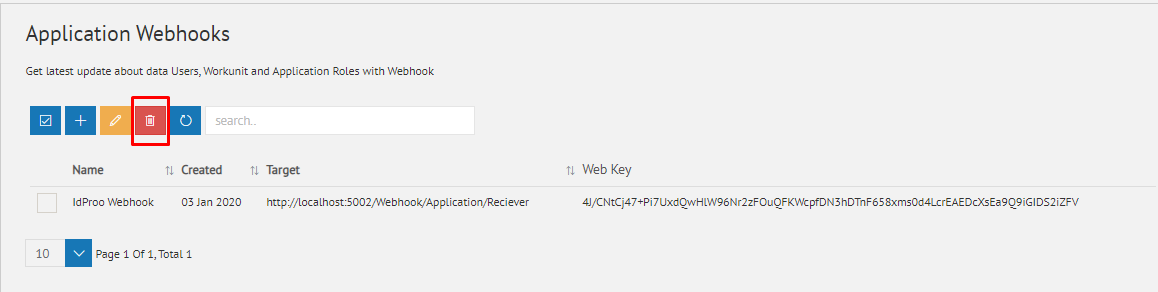 Application Webhooks
Get latest update about data Users, Workunit and Application Roles with Webhook
search..
Name Created Target Web Key
IdProo Webhook 03 Jan 2020 http://localhost:5002/Webhook/Application/Reciever 4J/CNtCj47+Pi7UxdQwHlW96Nr2zFOuQFKWcpfDN3hDTnF658xms0d4LcrEAEDcXsEa9Q9iGIDS2iZFV
10 Page 1 Of 1, Total 1